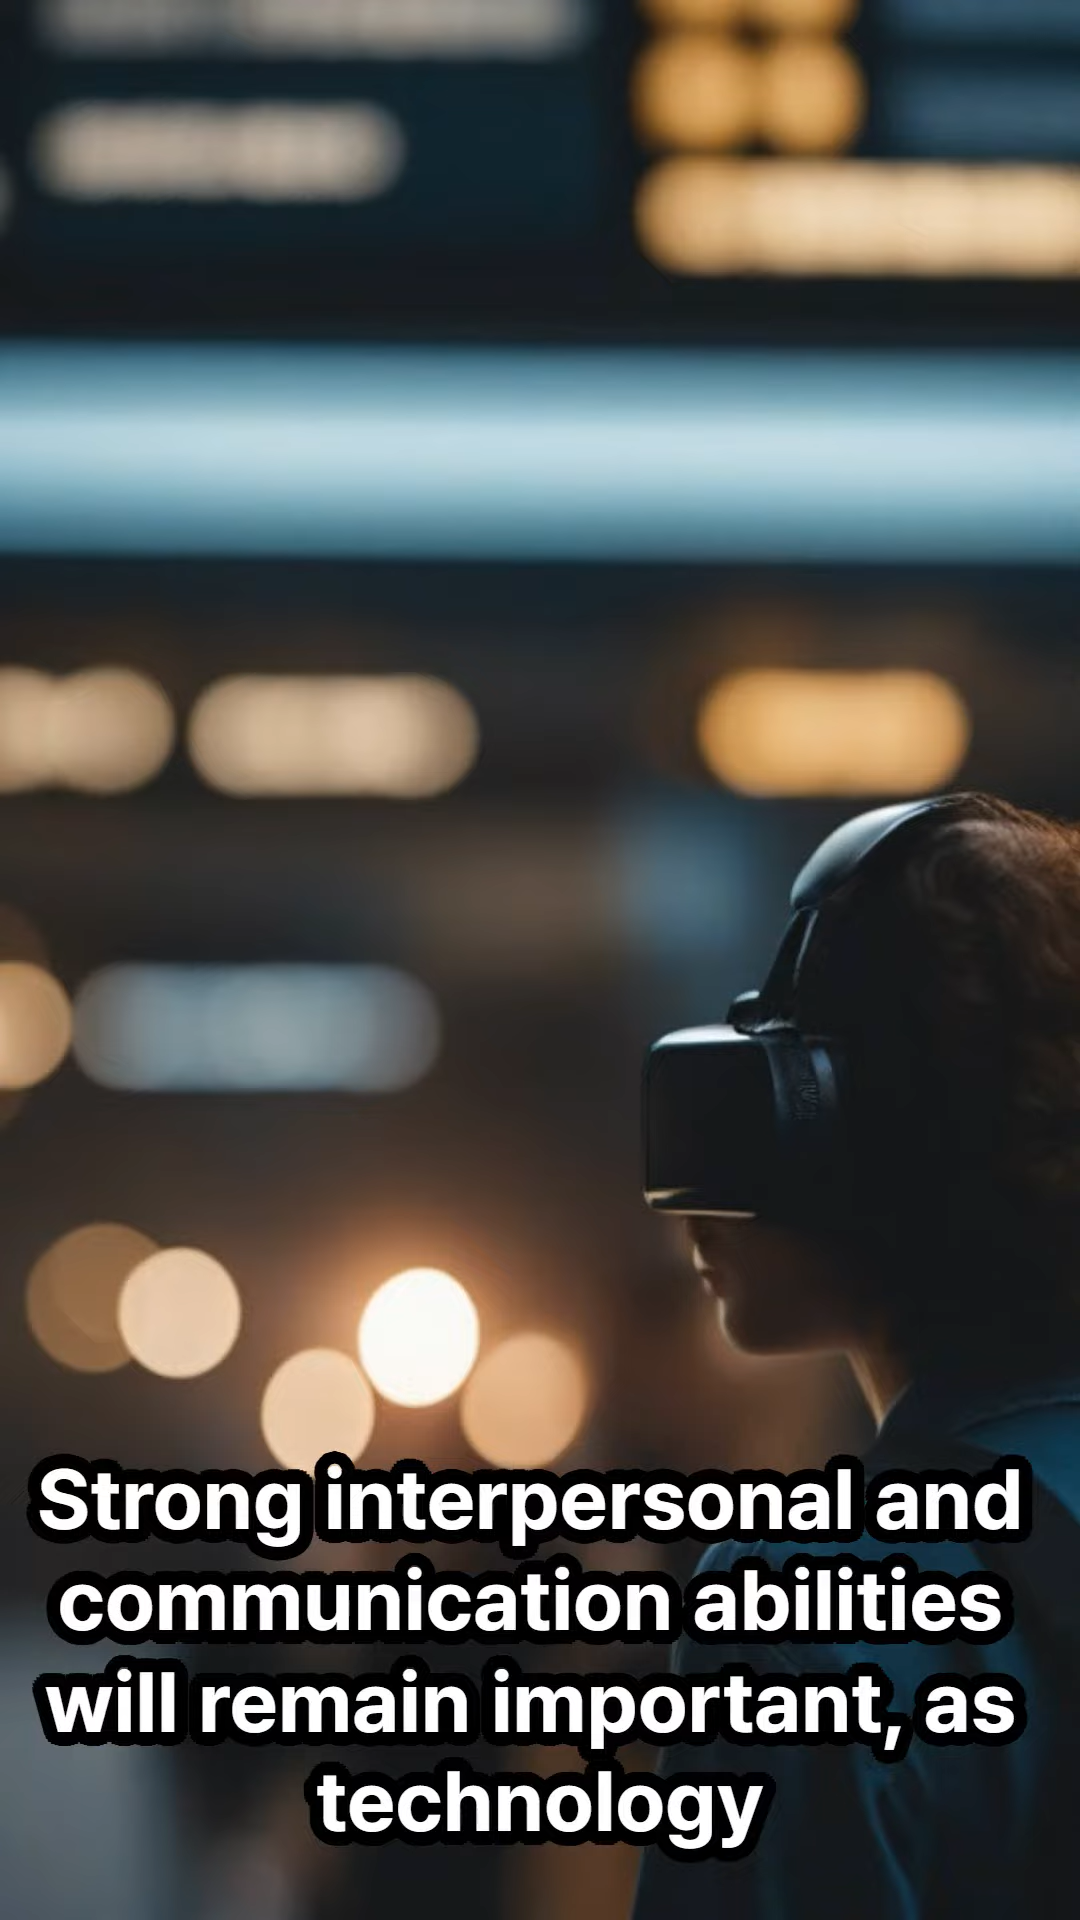 Strong interpersonal and
communication abilities
will remain important, as
technology